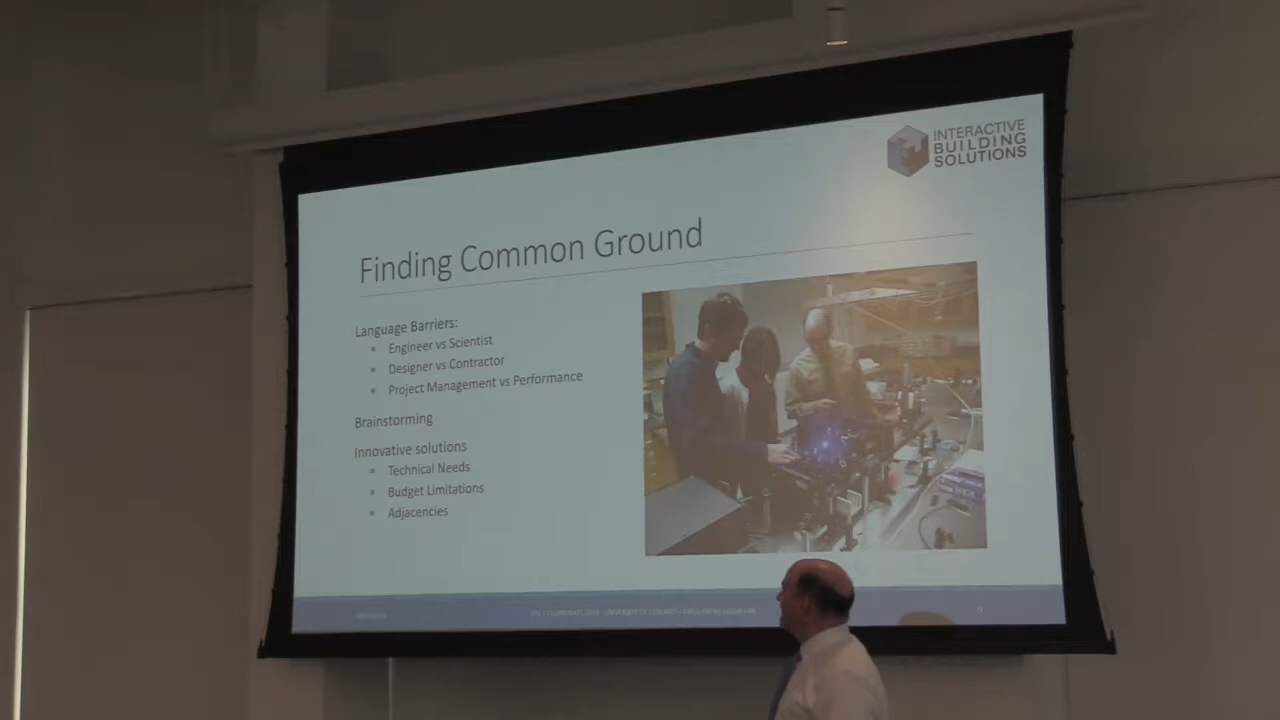 INTERACTIVE
BUILDING
SOLUTIONS
Finding Common Ground
Language Barriers:
Engineer vs Scientist
Designer vs Contractor
Project Management vs Performance
Brainstorming
Innovative solutions
Technical Needs
Budget Limitations
Adjacencies